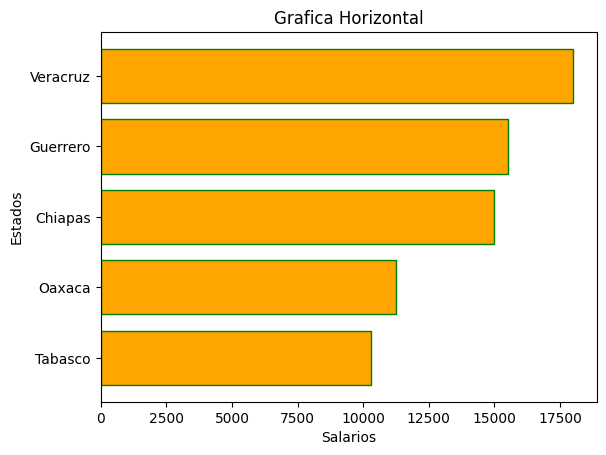 Grafica Horizontal
Veracruz
Guerrero
Chiapas
Oaxaca
Tabasco
Estados
0 2500 5000 7500 10000 12500 15000 17500
Salarios